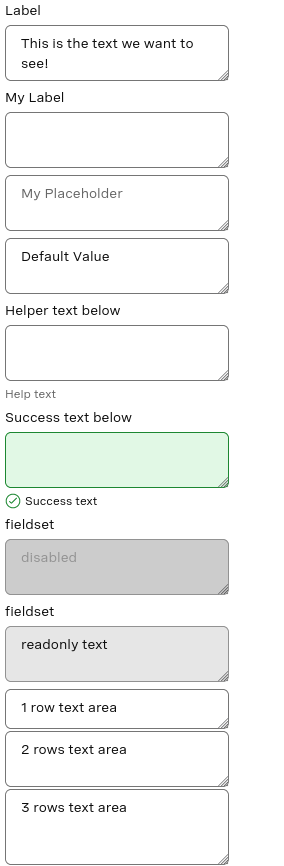 Label
This is the text we want to
see!
My Label
My Placeholder
Default Value
Helper text below
Help text
Success text below
Success text
fieldset
disabled
fieldset
readonly text
1 row text area
2 rows text area
3 rows text area